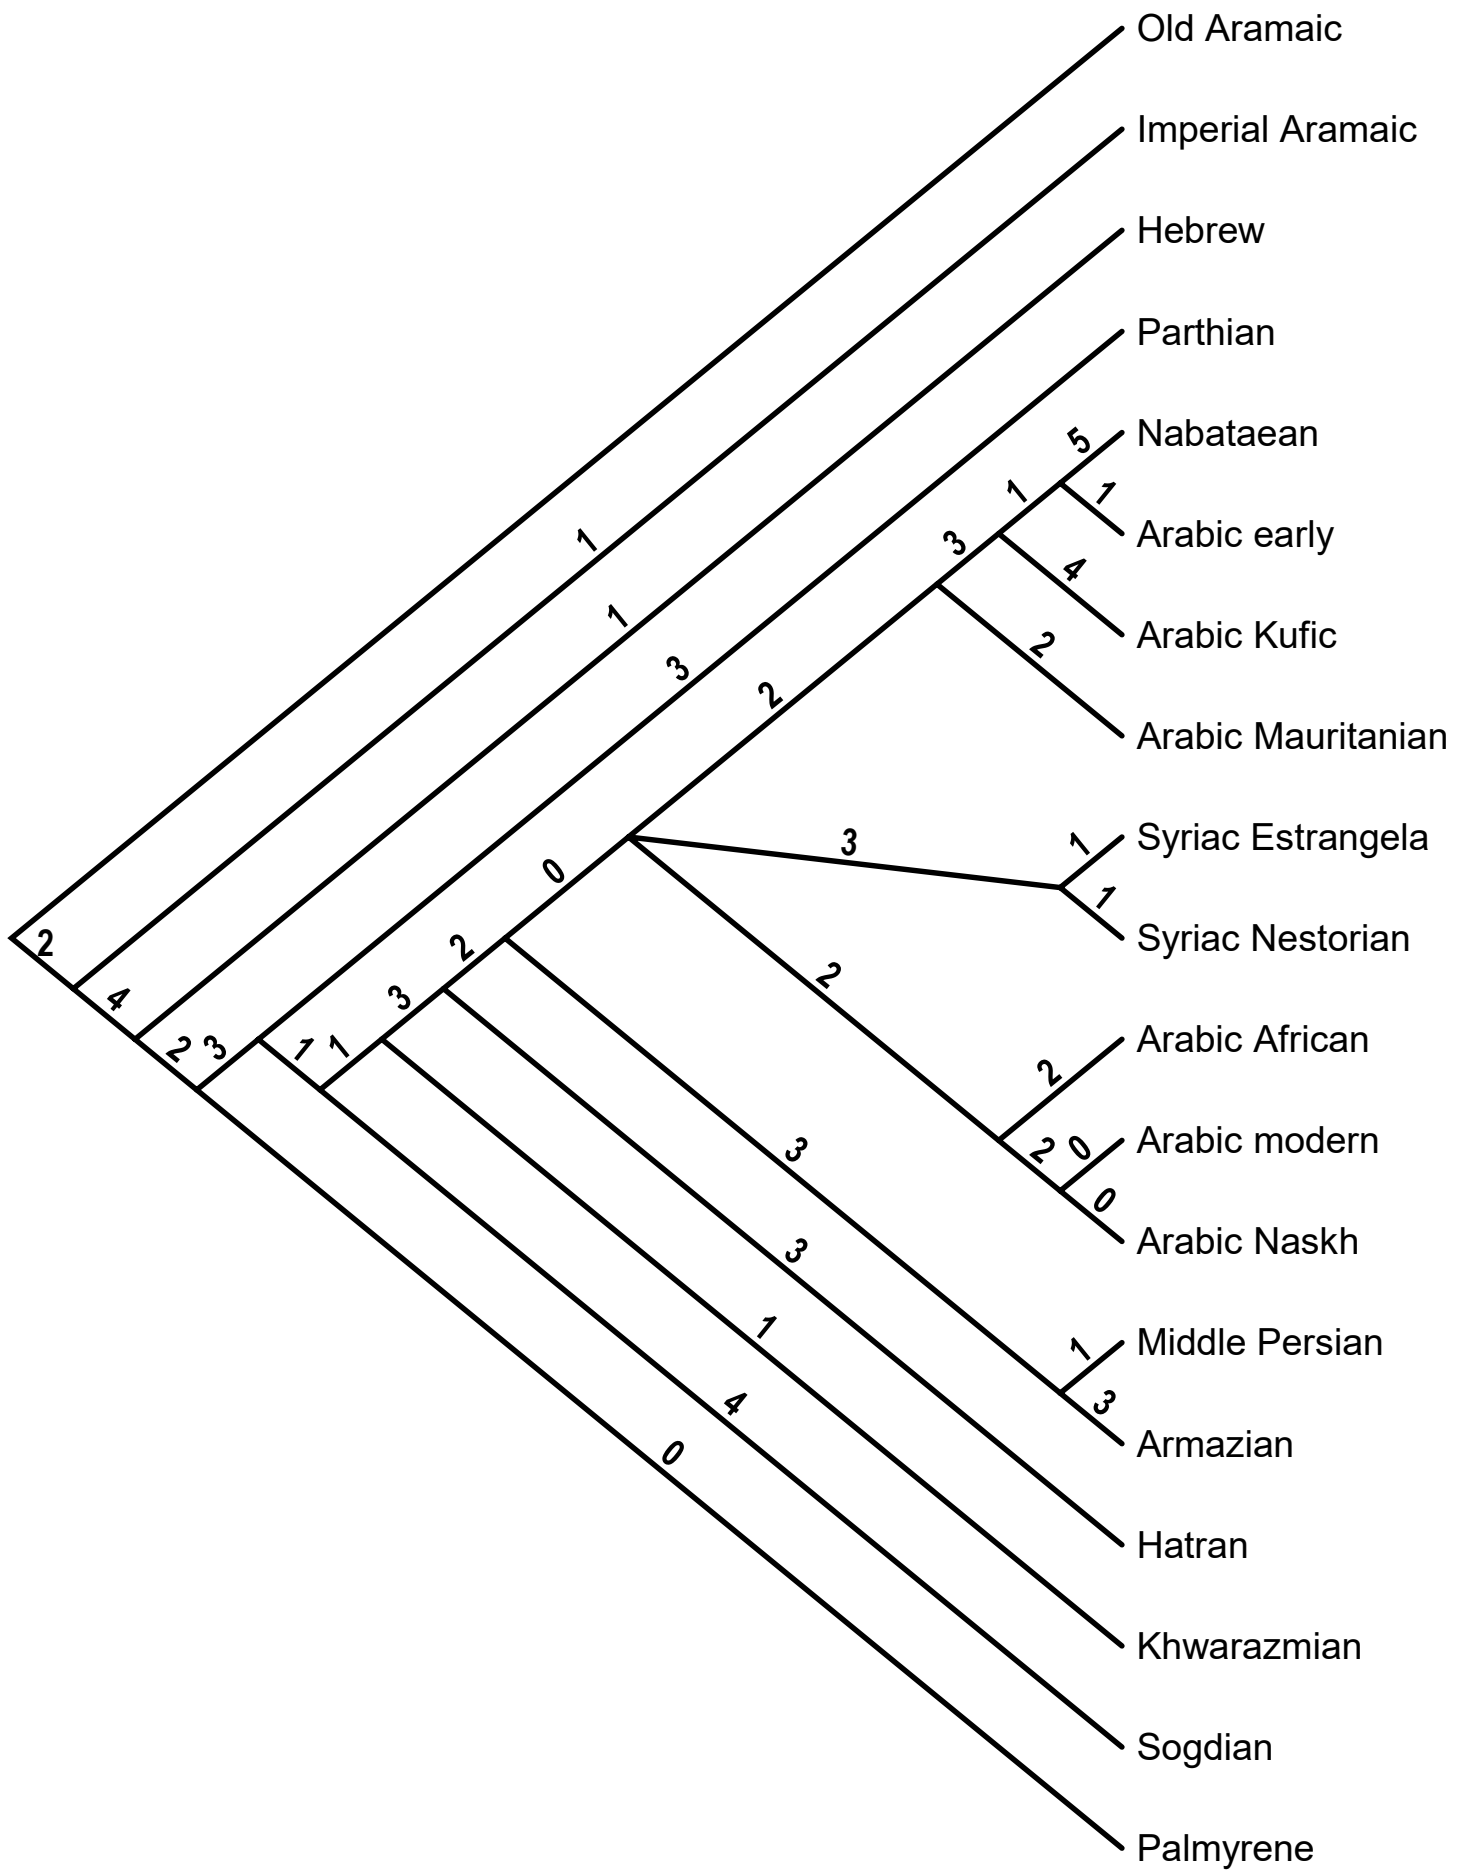 Old Aramaic
Imperial Aramaic
Hebrew
Parthian
5
Nabataean
1
1
Arabic early
1
3
4
1
Arabic Kufic
2
3
2
Arabic Mauritanian
3
1
Syriac Estrangela
0
1
2
2
Syriac Nestorian
2
4
3
2
3
1
1
2
Arabic African
3
2
0
Arabic modern
0
Arabic Naskh
3
1
1
Middle Persian
4
3
0
Armazian
Hatran
Khwarazmian
Sogdian
Palmyrene